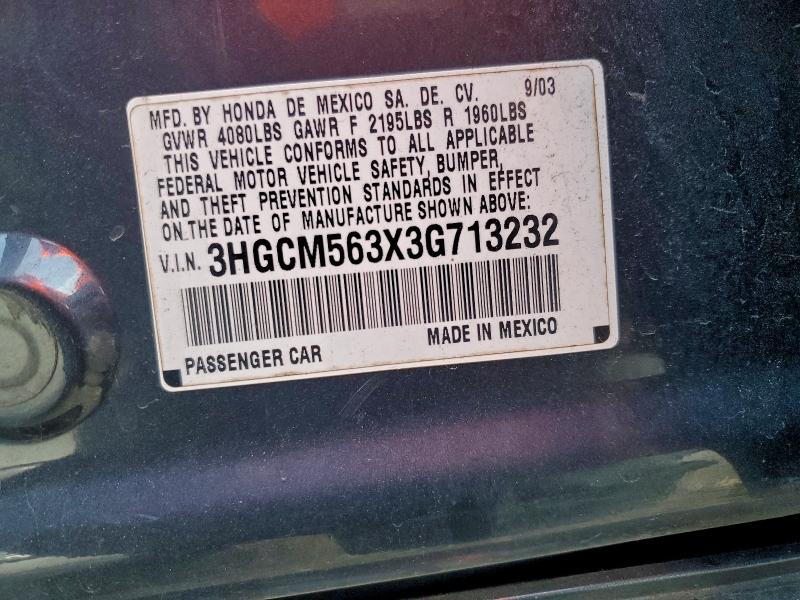 MFD. BY HONDA DE MEXICO SA. DE. CV. 9/03
GVWR 4080LBS GAWR F 2195LBS R 1960LBS
THIS VEHICLE CONFORMS TO ALL APPLICABLE
FEDERAL MOTOR VEHICLE SAFETY, BUMPER,
AND THEFT PREVENTION STANDARDS IN EFFECT
ON THE DATE OF MANUFACTURE SHOWN ABOVE:
V.I.N. 3HGCM563X3G713232
PASSENGER CAR MADE IN MEXICO